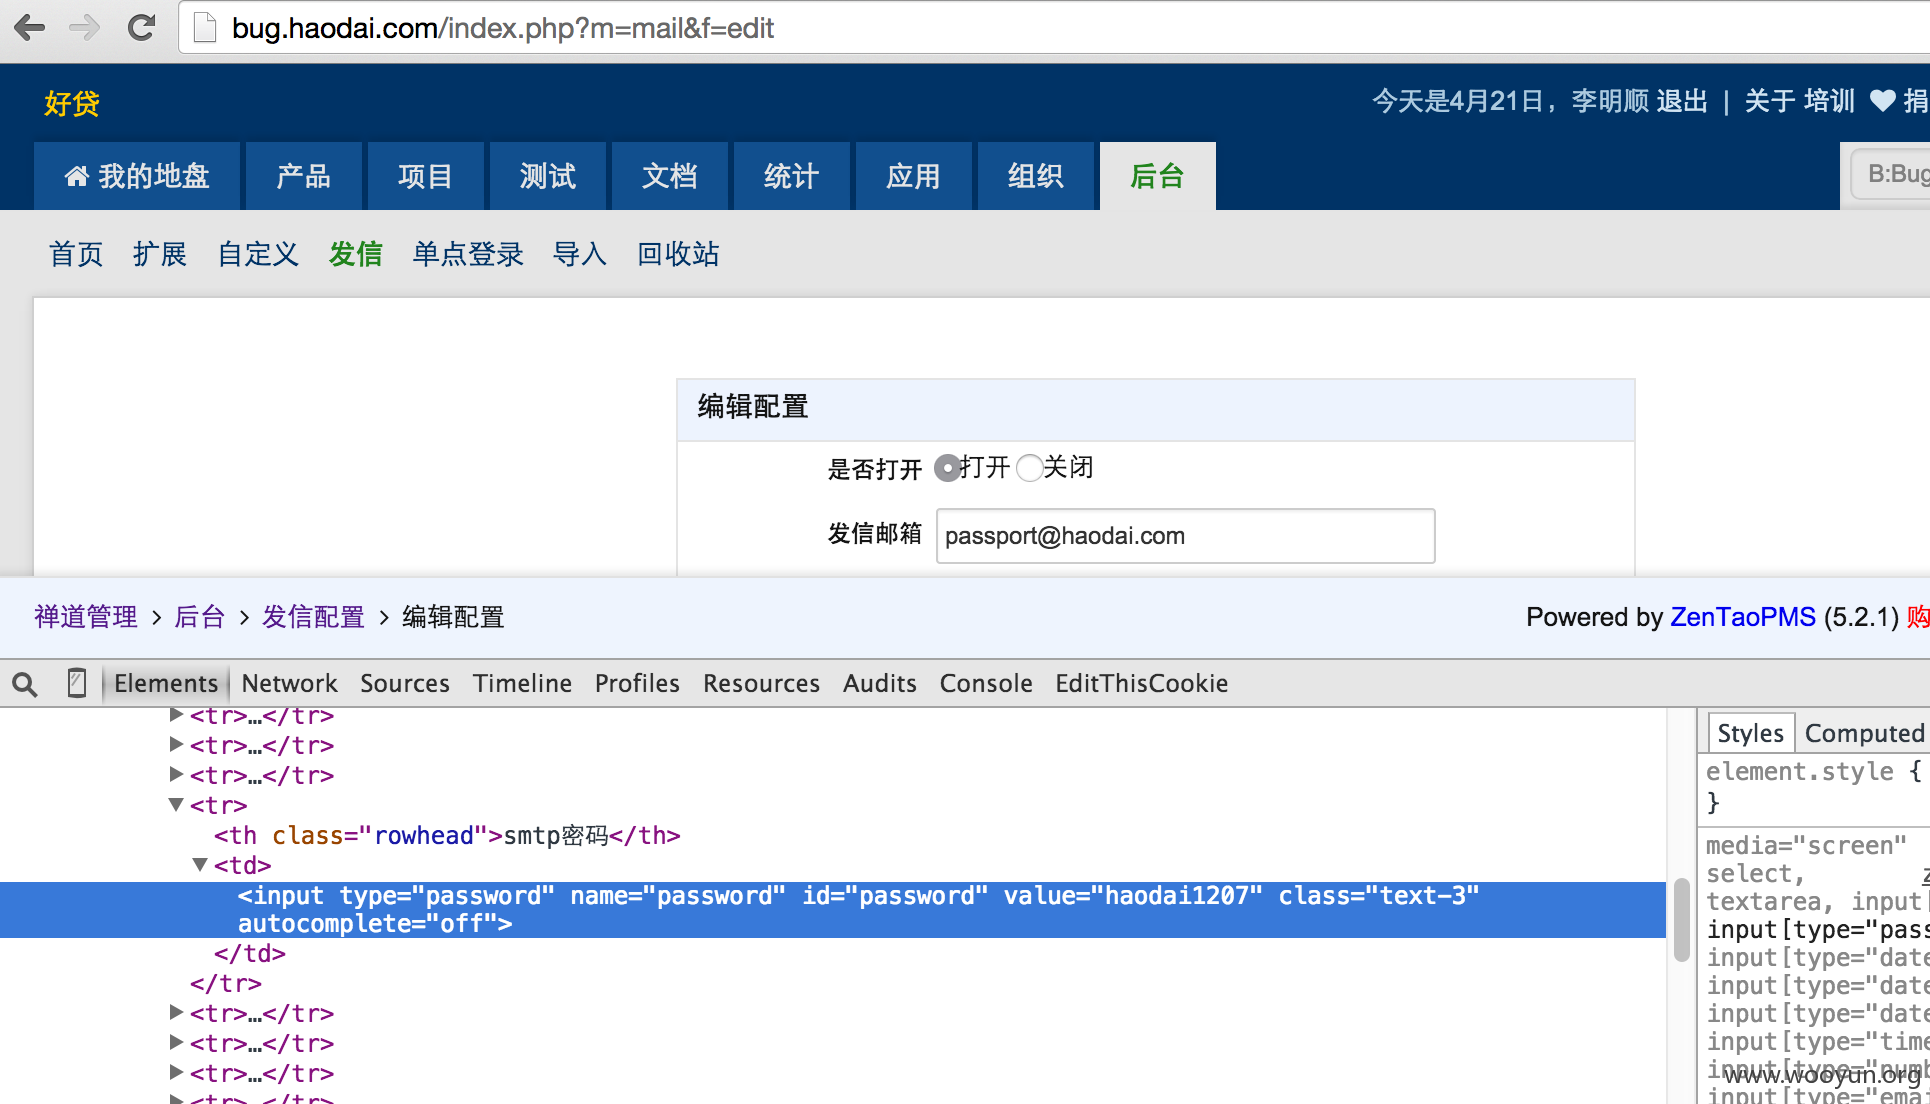 bug.haodai.com/index.php?m=mail&f=edit
好贷
今天是4月21日，李明顺 退出 | 关于 培训 捐
我的地盘 产品 项目 测试 文档 统计 应用 组织 后台
B:Bug
首页 扩展 自定义 发信 单点登录 导入 回收站
编辑配置
是否打开 打开 关闭
发信邮箱 passport@haodai.com
禅道管理 > 后台 > 发信配置 > 编辑配置
Powered by ZenTaoPMS (5.2.1) 购
Elements Network Sources Timeline Profiles Resources Audits Console EditThisCookie
<tr>…</tr>
<tr>…</tr>
<tr>…</tr>
<tr>
<th class="rowhead">smtp密码</th>
<td>
<input type="password" name="password" id="password" value="haodai1207" class="text-3"
autocomplete="off">
</td>
</tr>
<tr>…</tr>
<tr>…</tr>
<tr>…</tr>
<tr>…</tr>
Styles Computed
element.style {
}
media="screen"
select,
textarea, input[
input[type="pass
input[type="date
input[type="date
input[type="date
input[type="time
input[type="numb
input[type="emai
www.wooyun.org